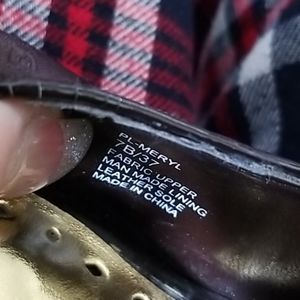 PL-MERYL
7B/37
FABRIC UPPER
MAN MADE LINING
LEATHER SOLE
MADE IN CHINA